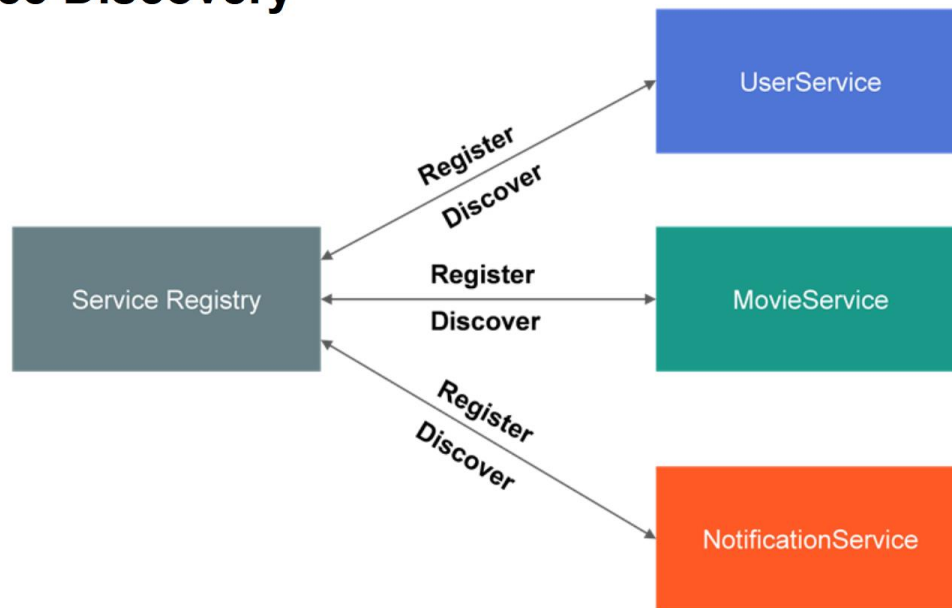 Discovery
UserService
Register
Discover
Service Registry
Register
Discover
MovieService
Register
Discover
NotificationService